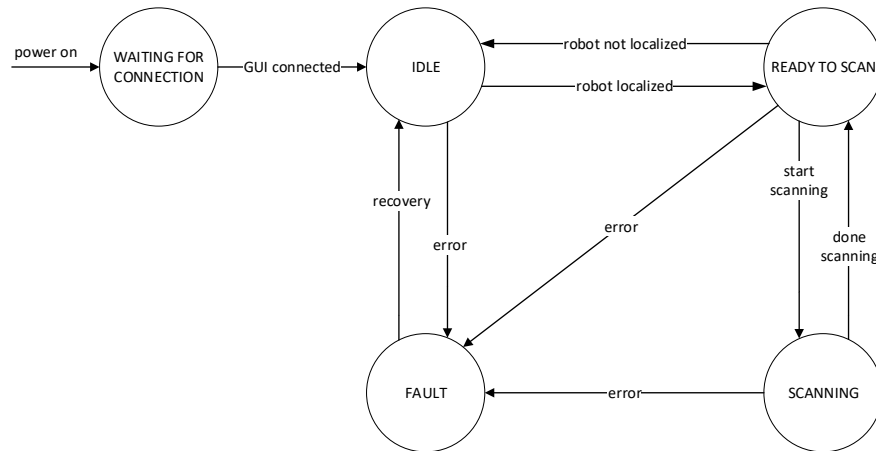 power on
WAITING FOR
CONNECTION
GUI connected
IDLE
robot not localized
robot localized
READY TO SCAN
recovery
error
error
start
scanning
done
scanning
FAULT
error
SCANNING